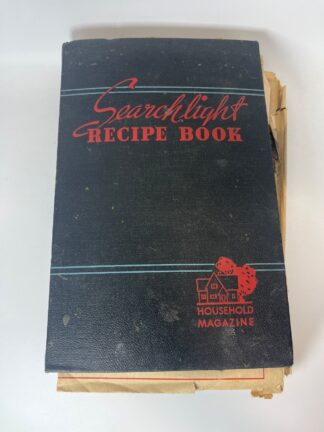 Searchlight
RECIPE BOOK
HOUSEHOLD
MAGAZINE